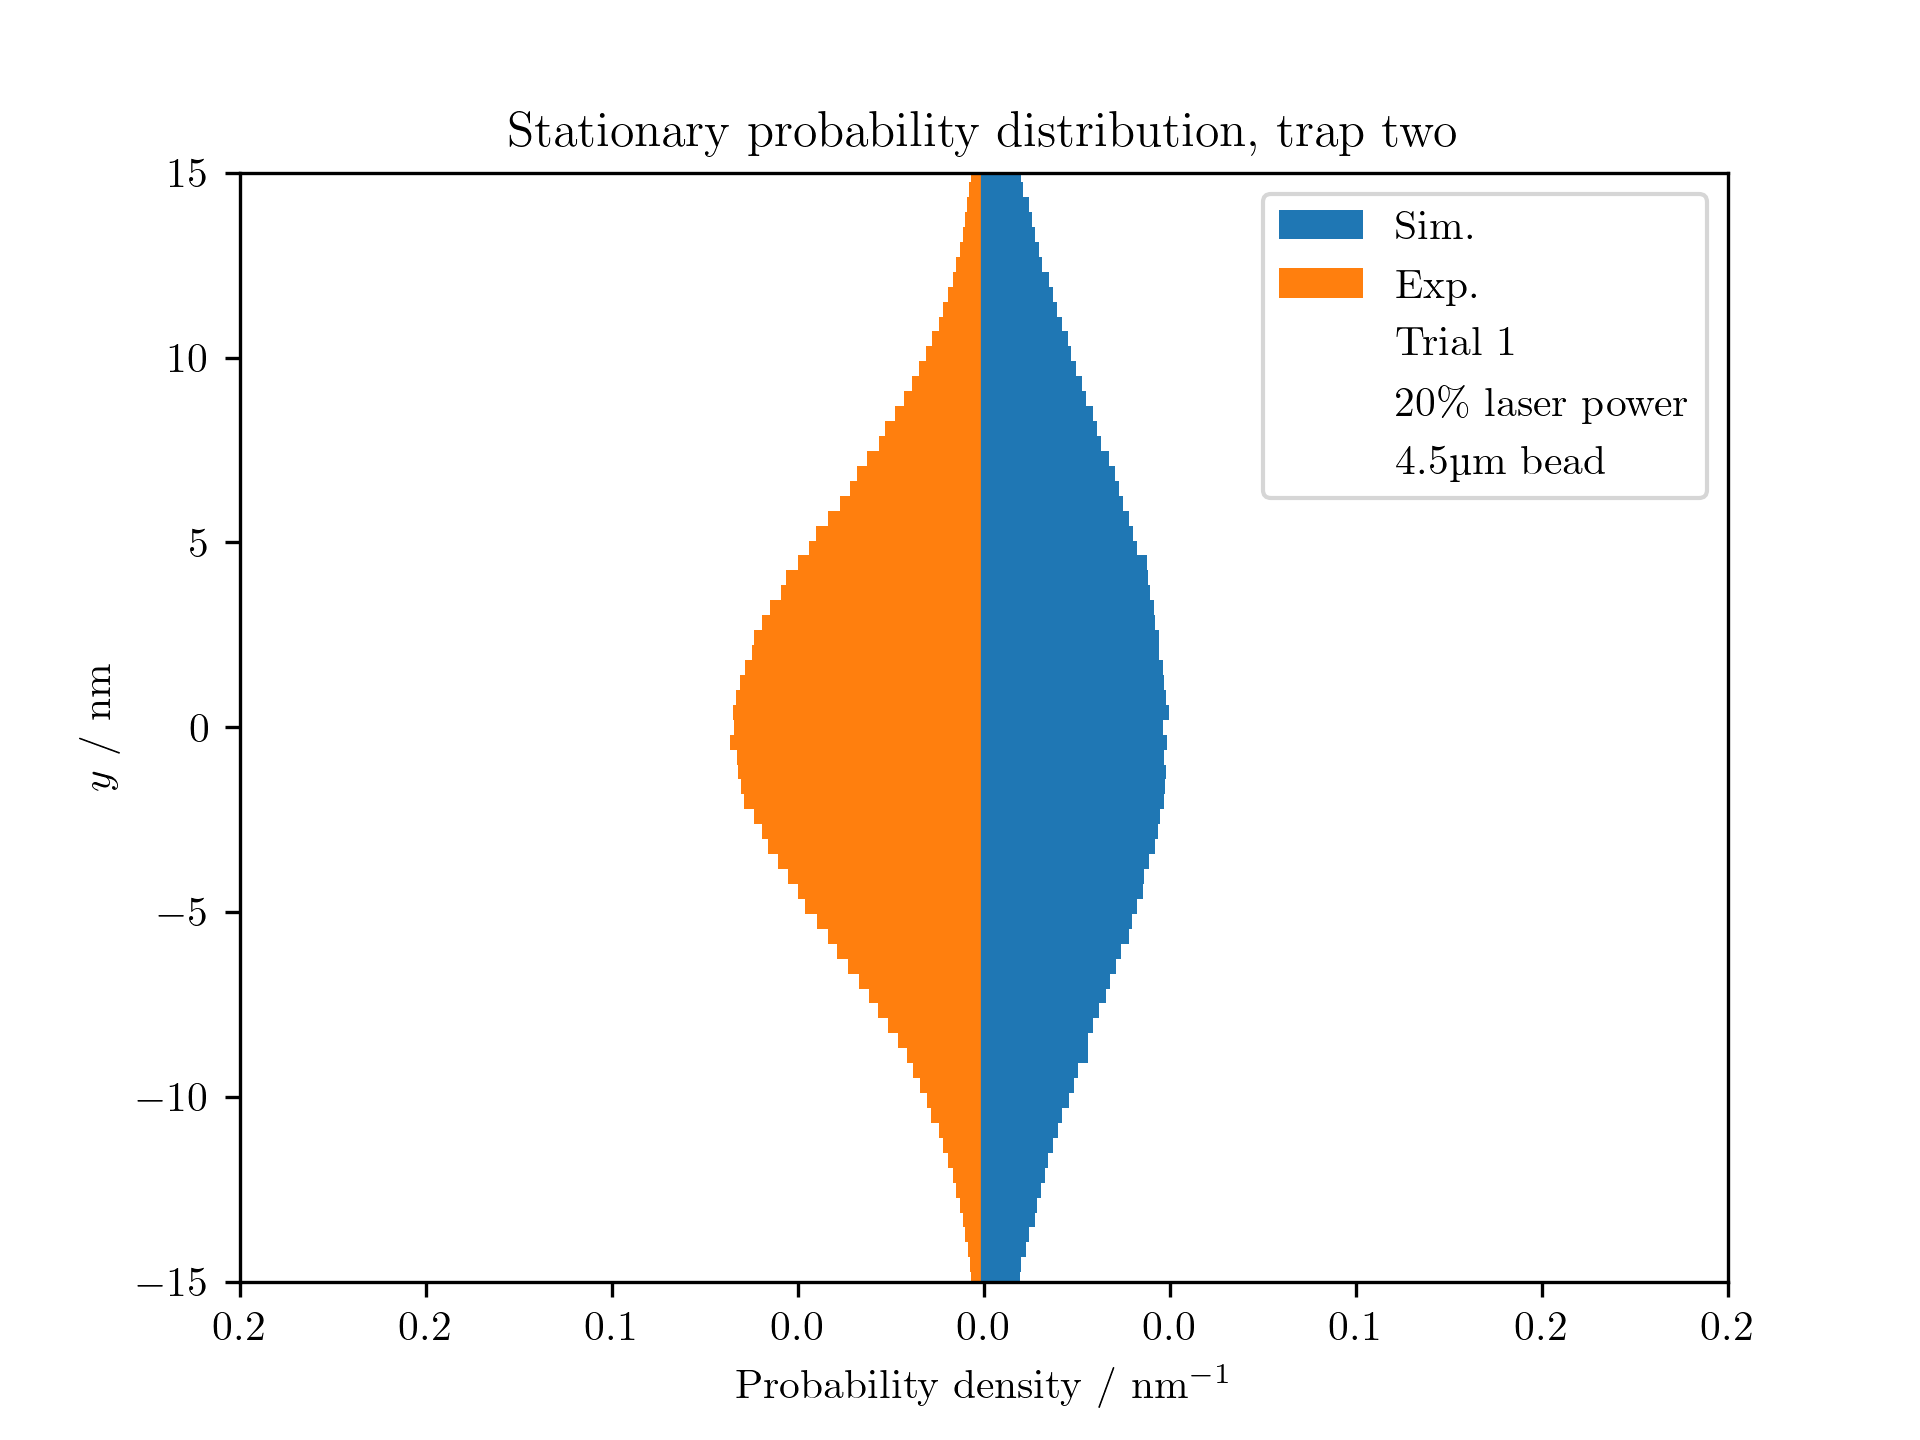 Stationary probability distribution, trap two
15
10
5
0
−5
−10
−15
y / nm
Sim.
Exp.
Trial 1
20% laser power
4.5µm bead
0.2 0.2 0.1 0.0 0.0 0.0 0.1 0.2 0.2
Probability density / nm⁻¹